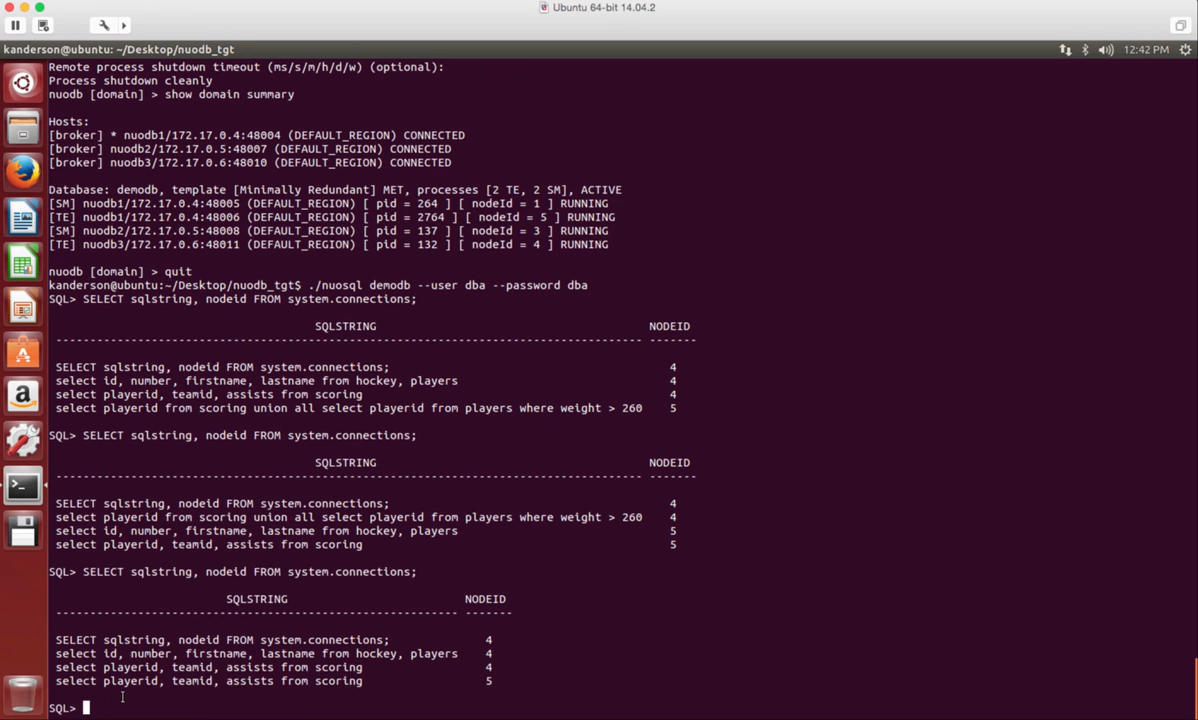 Ubuntu 64-bit 14.04.2
kanderson@ubuntu: ~/Desktop/nuodb_tgt
12:42 PM
Remote process shutdown timeout (ms/s/m/h/d/w) (optional):
Process shutdown cleanly
nuodb [domain] > show domain summary
Hosts:
[broker] * nuodb1/172.17.0.4:48004 (DEFAULT_REGION) CONNECTED
[broker] nuodb2/172.17.0.5:48007 (DEFAULT_REGION) CONNECTED
[broker] nuodb3/172.17.0.6:48010 (DEFAULT_REGION) CONNECTED
Database: demodb, template [Minimally Redundant] MET, processes [2 TE, 2 SM], ACTIVE
[SM] nuodb1/172.17.0.4:48005 (DEFAULT_REGION) [ pid = 264 ] [ nodeId = 1 ] RUNNING
[TE] nuodb1/172.17.0.4:48006 (DEFAULT_REGION) [ pid = 2764 ] [ nodeId = 5 ] RUNNING
[SM] nuodb2/172.17.0.5:48008 (DEFAULT_REGION) [ pid = 137 ] [ nodeId = 3 ] RUNNING
[TE] nuodb3/172.17.0.6:48011 (DEFAULT_REGION) [ pid = 132 ] [ nodeId = 4 ] RUNNING
nuodb [domain] > quit
kanderson@ubuntu:~/Desktop/nuodb_tgt$ ./nuosql demodb --user dba --password dba
SQL> SELECT sqlstring, nodeid FROM system.connections;
SQLSTRING NODEID
SELECT sqlstring, nodeid FROM system.connections; 4
select id, number, firstname, lastname from hockey, players 4
select playerid, teamid, assists from scoring 4
select playerid from scoring union all select playerid from players where weight > 260 5
SQL> SELECT sqlstring, nodeid FROM system.connections;
SQLSTRING NODEID
SELECT sqlstring, nodeid FROM system.connections; 4
select playerid from scoring union all select playerid from players where weight > 260 4
select id, number, firstname, lastname from hockey, players 5
select playerid, teamid, assists from scoring 5
SQL> SELECT sqlstring, nodeid FROM system.connections;
SQLSTRING NODEID
SELECT sqlstring, nodeid FROM system.connections; 4
select id, number, firstname, lastname from hockey, players 4
select playerid, teamid, assists from scoring 4
select playerid, teamid, assists from scoring 5
SQL>